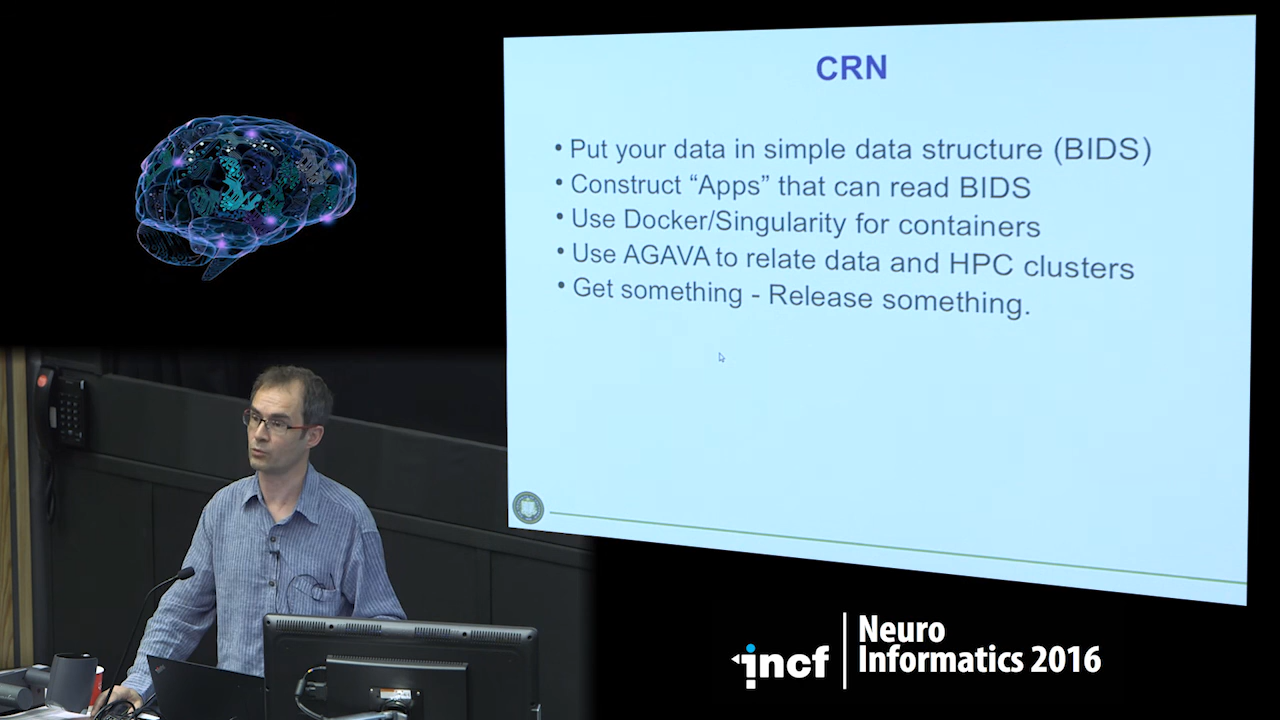 CRN
• Put your data in simple data structure (BIDS)
• Construct “Apps” that can read BIDS
• Use Docker/Singularity for containers
• Use AGAVA to relate data and HPC clusters
• Get something - Release something.
incf
Neuro
Informatics 2016